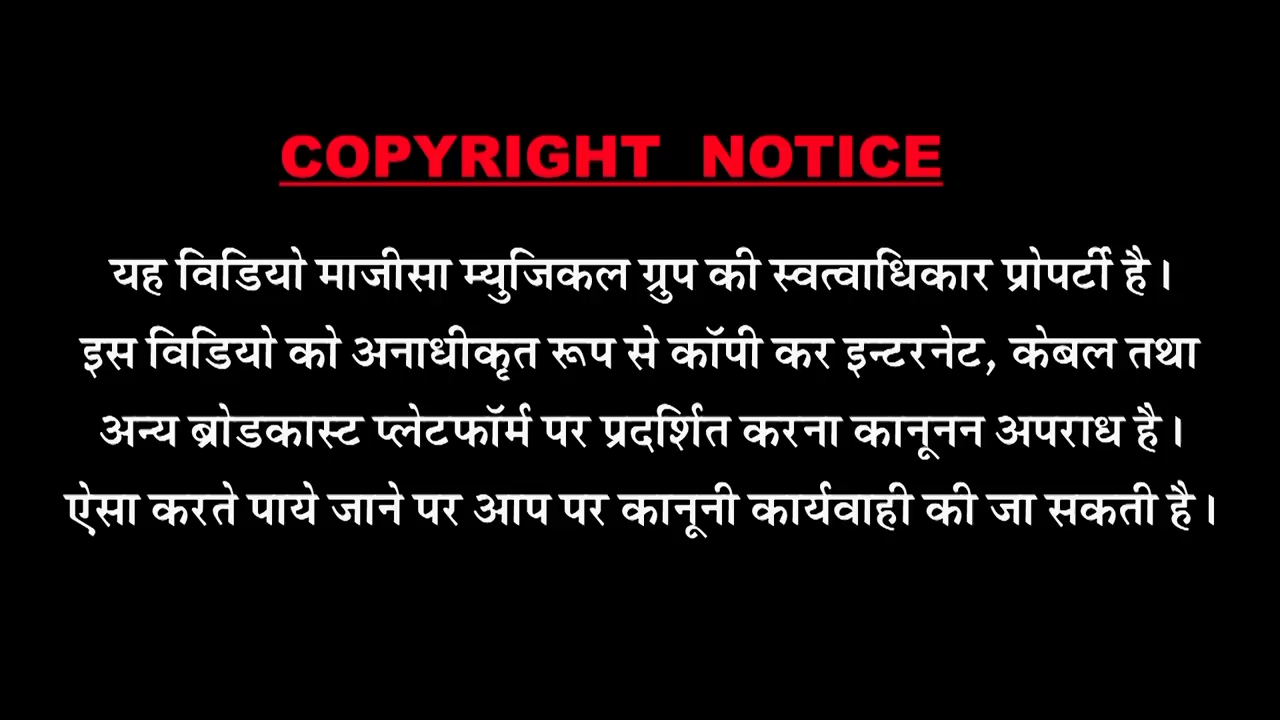 COPYRIGHT NOTICE
यह विडियो माजीसा म्युजिकल ग्रुप की स्वत्वाधिकार प्रोपर्टी है।
इस विडियो को अनाधीकृत रूप से कॉपी कर इन्टरनेट, केबल तथा
अन्य ब्रोडकास्ट प्लेटफॉर्म पर प्रदर्शित करना कानूनन अपराध है।
ऐसा करते पाये जाने पर आप पर कानूनी कार्यवाही की जा सकती है।